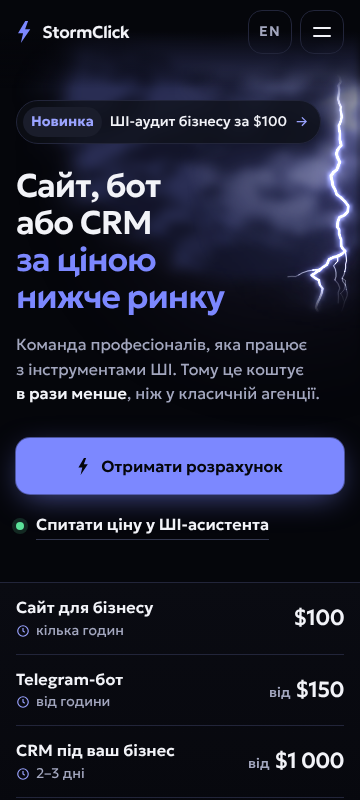 StormClick
EN
Новинка ШІ-аудит бізнесу за $100 →
Сайт, бот
або CRM
за ціною
нижче ринку
Команда професіоналів, яка працює
з інструментами ШІ. Тому це коштує
в рази менше, ніж у класичній агенції.
Отримати розрахунок
Спитати ціну у ШІ-асистента
Сайт для бізнесу
$100
кілька годин
Telegram-бот
від $150
від години
CRM під ваш бізнес
від $1 000
2–3 дні